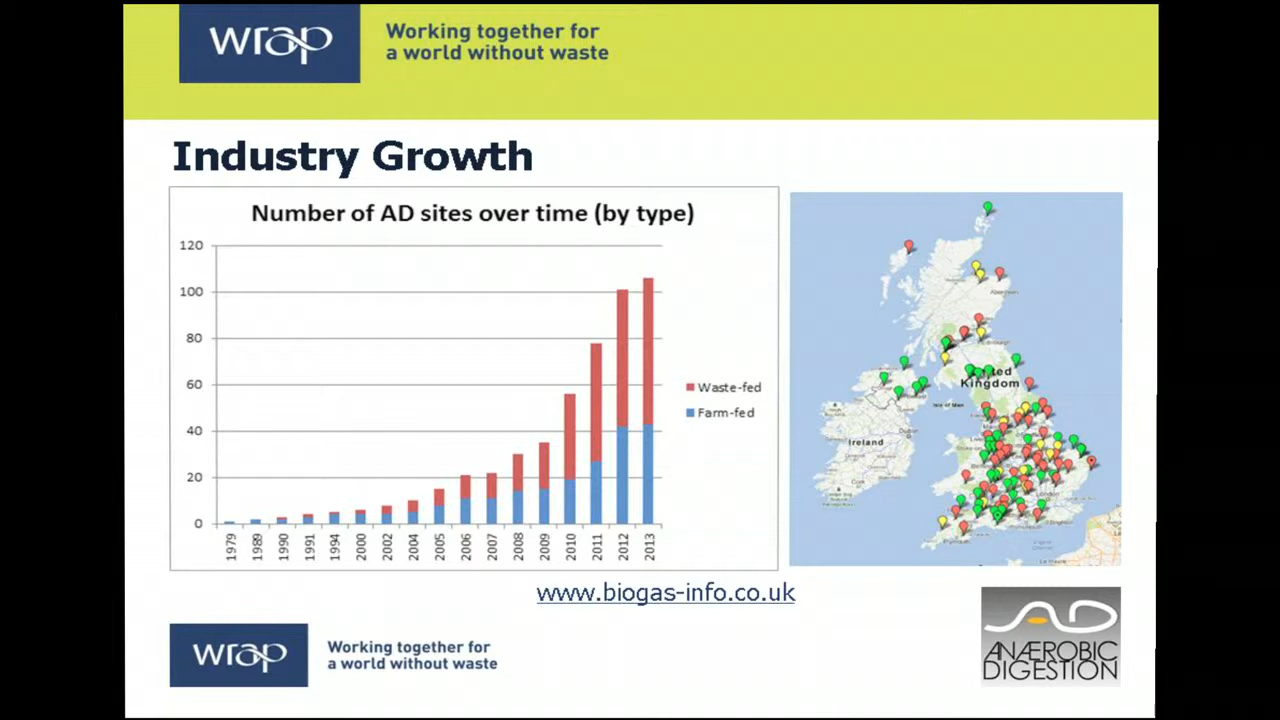 wrap
Working together for
a world without waste
Industry Growth
Number of AD sites over time (by type)
120
100
80
60
40
20
0
1979
1989
1990
1991
1994
2000
2002
2004
2005
2006
2007
2008
2009
2010
2011
2012
2013
Waste-fed
Farm-fed
United
Kingdom
Isle of Man
Ireland
Dublin
London
www.biogas-info.co.uk
wrap
Working together for
a world without waste
AD
ANÆROBIC
DIGESTION